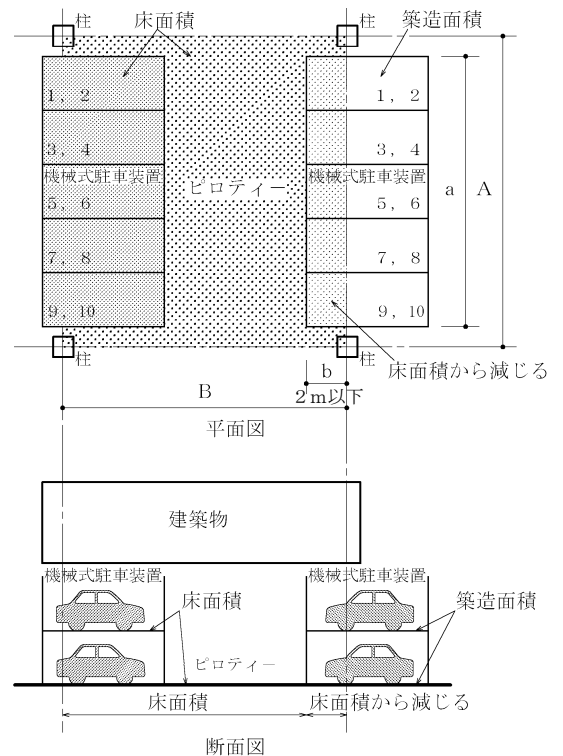 柱
床面積
柱
築造面積
1, 2
1, 2
3, 4
3, 4
機械式駐車装置
機械式駐車装置
ピロティー
a
A
5, 6
5, 6
7, 8
7, 8
9, 10
9, 10
柱
柱
床面積から減じる
b
2m以下
B
平面図
建築物
機械式駐車装置
機械式駐車装置
床面積
築造面積
ピロティー
床面積
床面積から減じる
断面図